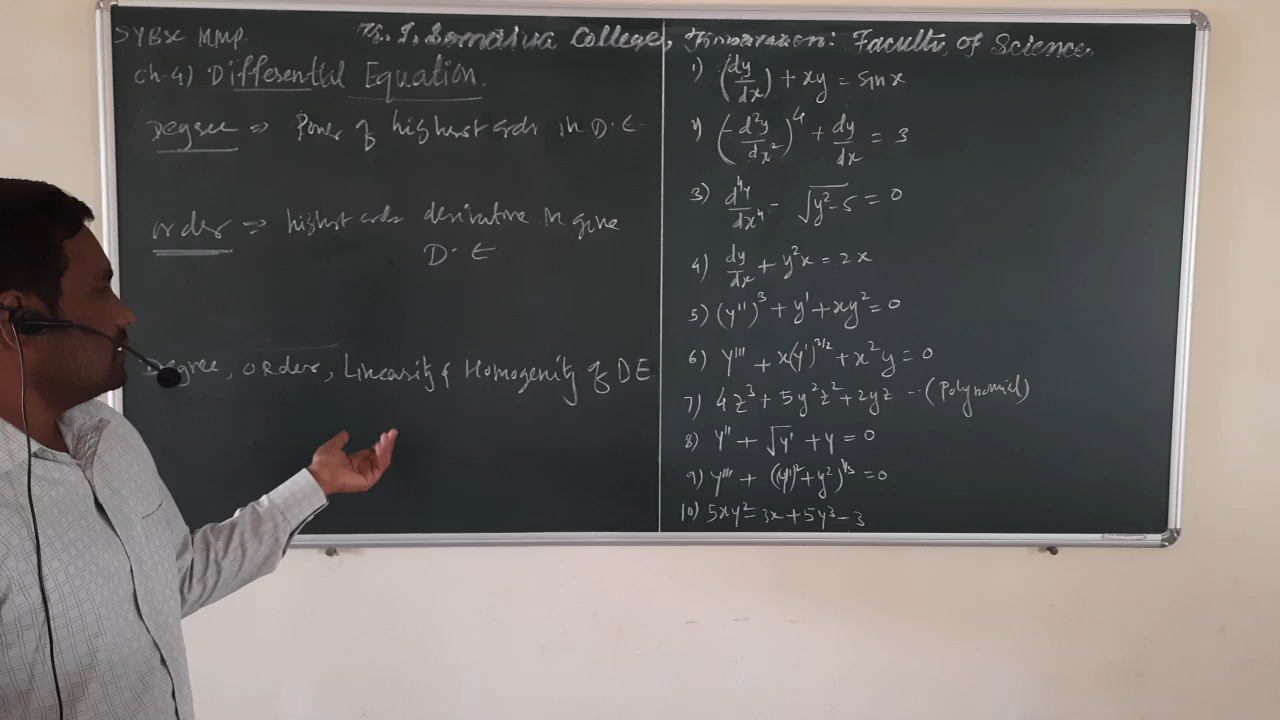 SYBSc MMP.
K. J. Somaiya College, Faculty of Science.
Ch-4) Differential Equation.
Degree ⇒ Power of highest order in D.E.
order ⇒ highest order derivative in give
D.E
Degree, orders, Linearity & Homogenity of DE
1) (dy/dx) + xy = sin x
2) (d²y/dx²)⁴ + dy/dx = 3
3) d⁴y/dx⁴ - √(y²-5) = 0
4) dy/dx + y²x = 2x
5) (y'')³ + y' + xy² = 0
6) y''' + x(y')^3/2 + x²y = 0
7) 4z³ + 5y²z² + 2yz -- (Polynomial)
8) y'' + √y' + y = 0
9) y''' + ((y')² + y²)^1/3 = 0
10) 5xy² - 3x + 5y³ - 3